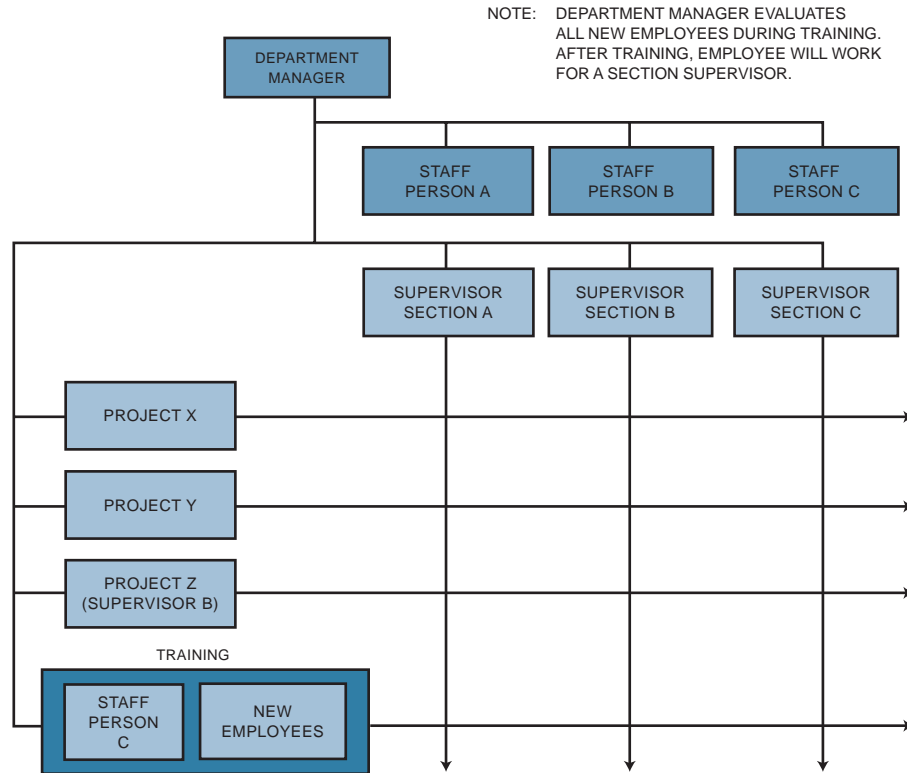 NOTE: DEPARTMENT MANAGER EVALUATES
ALL NEW EMPLOYEES DURING TRAINING.
AFTER TRAINING, EMPLOYEE WILL WORK
FOR A SECTION SUPERVISOR.
DEPARTMENT
MANAGER
STAFF
PERSON A
STAFF
PERSON B
STAFF
PERSON C
SUPERVISOR
SECTION A
SUPERVISOR
SECTION B
SUPERVISOR
SECTION C
PROJECT X
PROJECT Y
PROJECT Z
(SUPERVISOR B)
TRAINING
STAFF
PERSON
C
NEW
EMPLOYEES